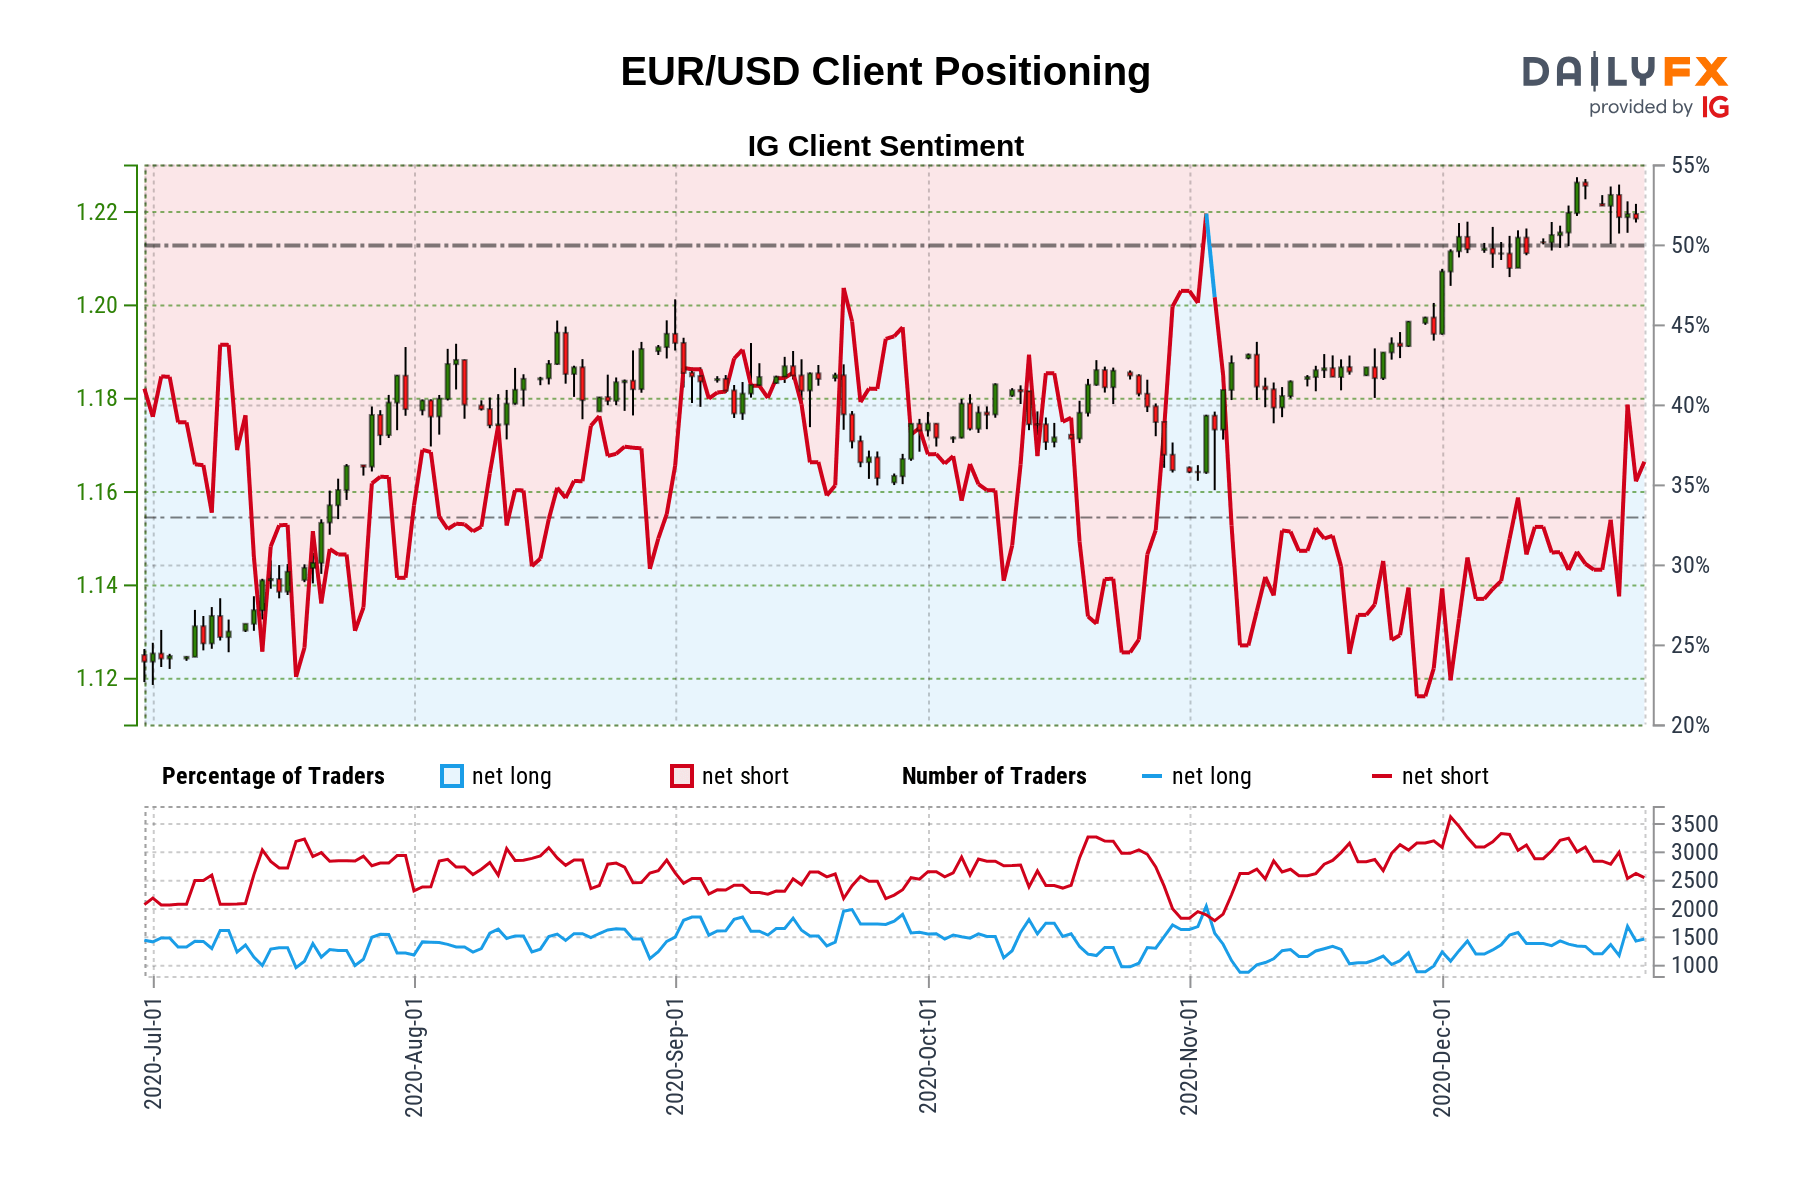 EUR/USD Client Positioning
DAILYFX
provided by IG
IG Client Sentiment
55%
1.22
50%
1.20
45%
1.18
40%
1.16
35%
1.14
30%
25%
1.12
20%
Percentage of Traders net long net short Number of Traders net long net short
3500
3000
2500
2000
1500
1000
2020-Jul-01
2020-Aug-01
2020-Sep-01
2020-Oct-01
2020-Nov-01
2020-Dec-01